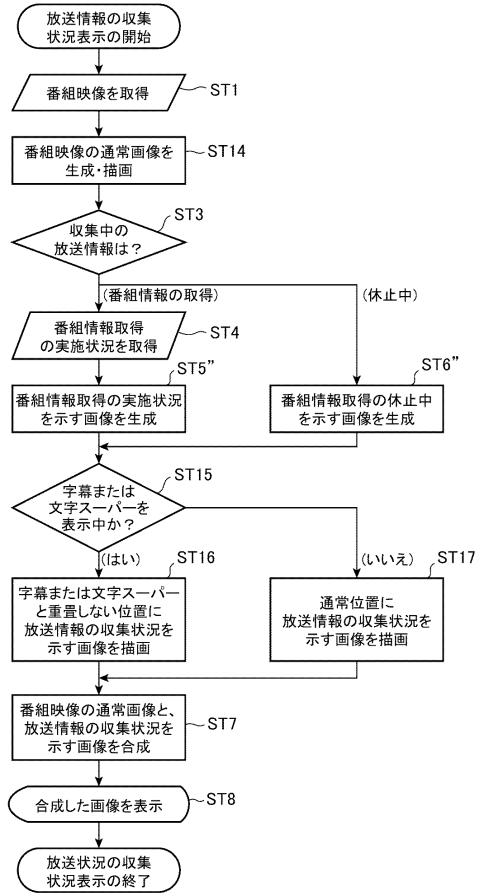 放送情報の収集
状況表示の開始
番組映像を取得
ST1
番組映像の通常画像を
生成・描画
ST14
収集中の
放送情報は？
ST3
(番組情報の取得)
(休止中)
番組情報取得
の実施状況を取得
ST4
番組情報取得の実施状況
を示す画像を生成
ST5”
番組情報取得の休止中
を示す画像を生成
ST6”
字幕または
文字スーパーを
表示中か？
ST15
(はい)
(いいえ)
字幕または文字スーパー
と重畳しない位置に
放送情報の収集状況を
示す画像を描画
ST16
通常位置に
放送情報の収集状況を
示す画像を描画
ST17
番組映像の通常画像と、
放送情報の収集状況を
示す画像を合成
ST7
合成した画像を表示
ST8
放送状況の収集
状況表示の終了